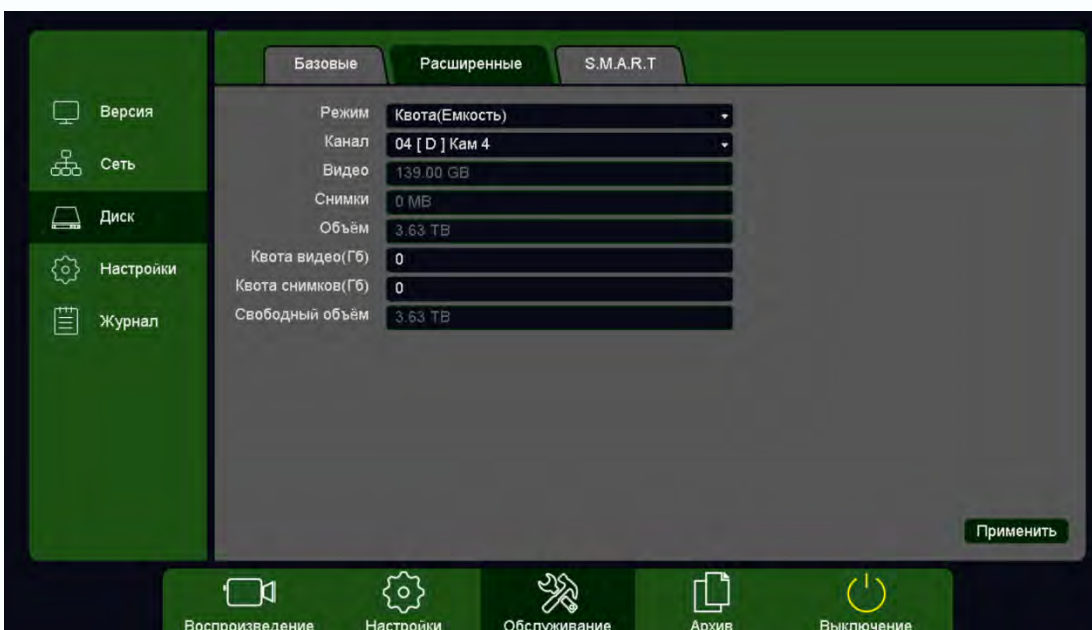 Базовые Расширенные S.M.A.R.T
Версия
Сеть
Диск
Настройки
Журнал
Режим Квота(Емкость)
Канал 04 [ D ] Кам 4
Видео 139.00 GB
Снимки 0 MB
Объём 3.63 TB
Квота видео(Гб) 0
Квота снимков(Гб) 0
Свободный объём 3.63 TB
Применить
Воспроизведение Настройки Обслуживание Архив Выключение